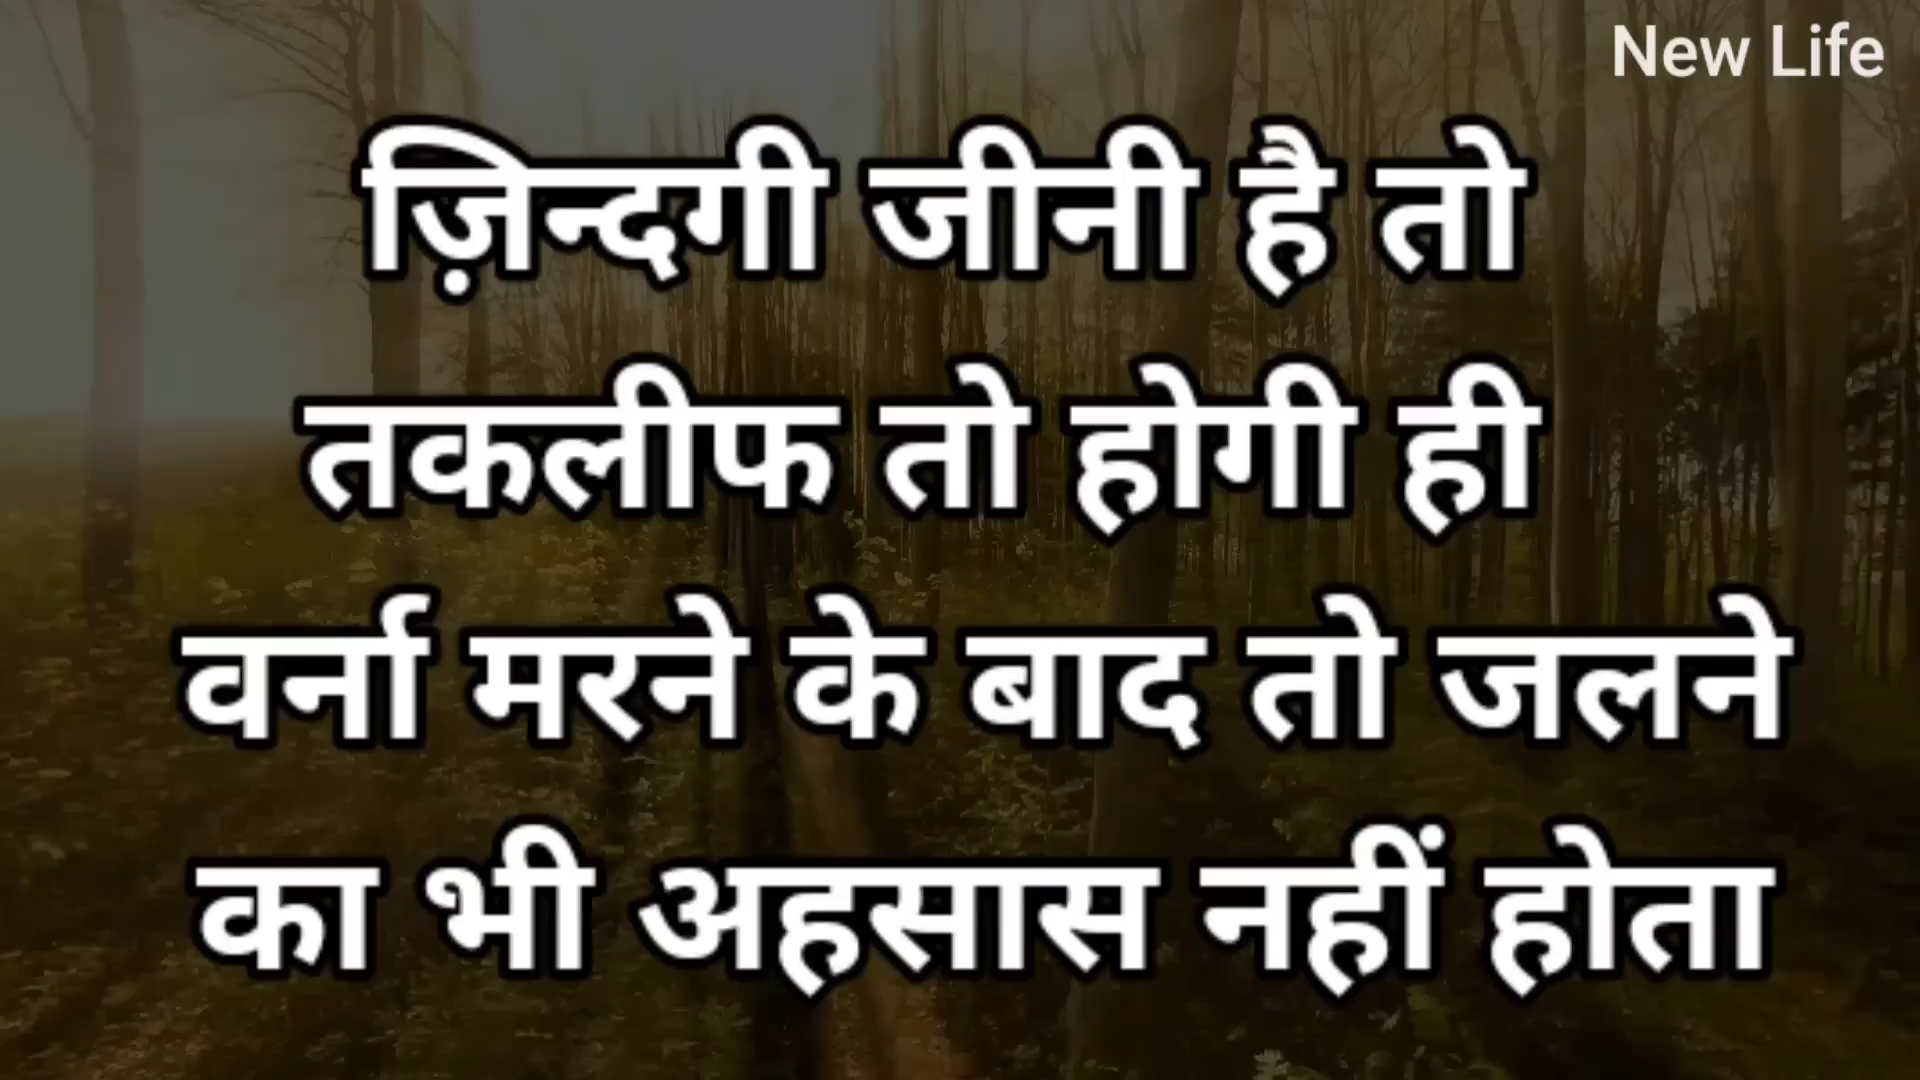 New Life
ज़िन्दगी जीनी है तो
तकलीफ तो होगी ही
वर्ना मरने के बाद तो जलने
का भी अहसास नहीं होता